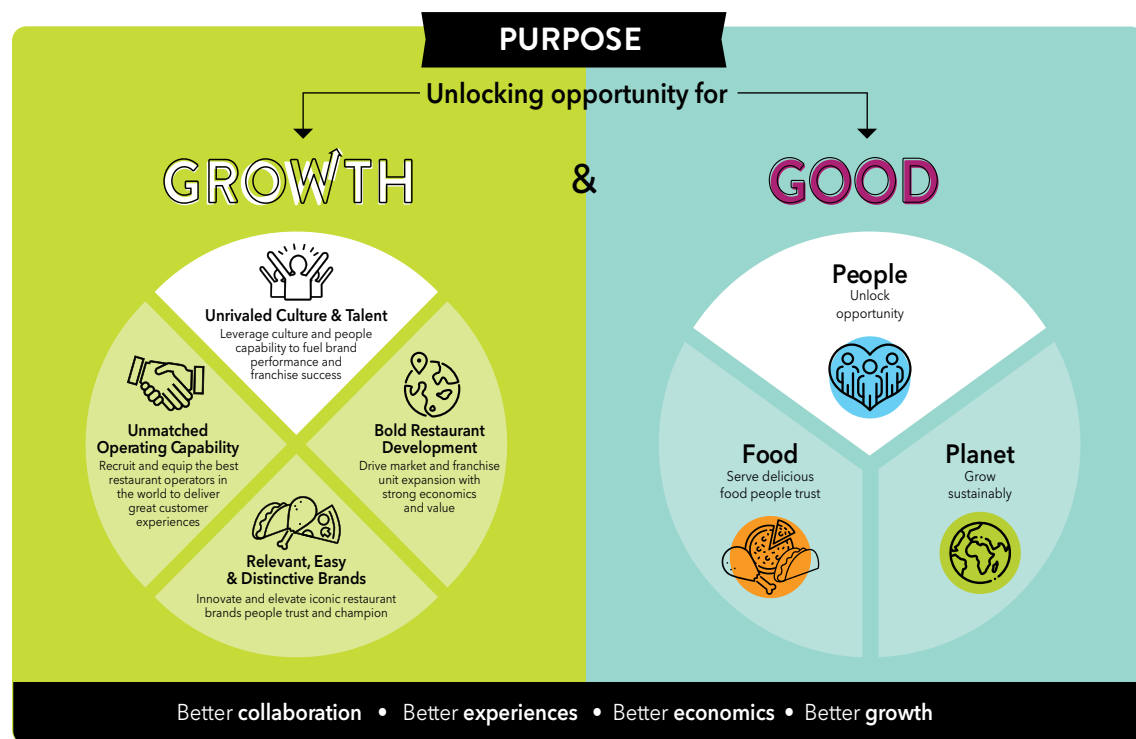 PURPOSE
Unlocking opportunity for
GROWTH
&
GOOD
Unrivaled Culture & Talent
Leverage culture and people
capability to fuel brand
performance and
franchise success
Unmatched
Operating Capability
Recruit and equip the best
restaurant operators in
the world to deliver
great customer
experiences
Bold Restaurant
Development
Drive market and franchise
unit expansion with
strong economics
and value
Relevant, Easy
& Distinctive Brands
Innovate and elevate iconic restaurant
brands people trust and champion
People
Unlock
opportunity
Food
Serve delicious
food people trust
Planet
Grow
sustainably
Better collaboration • Better experiences • Better economics • Better growth